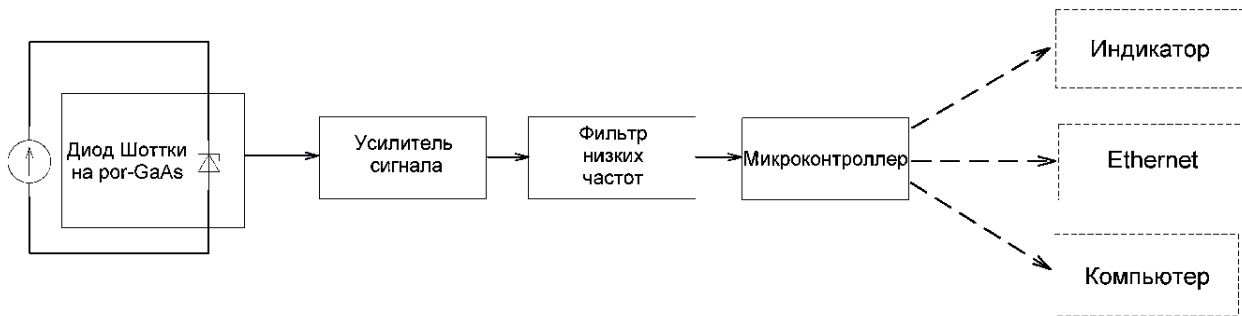 Диод Шоттки
на por-GaAs
Усилитель
сигнала
Фильтр
низких
частот
Микроконтроллер
Индикатор
Ethernet
Компьютер